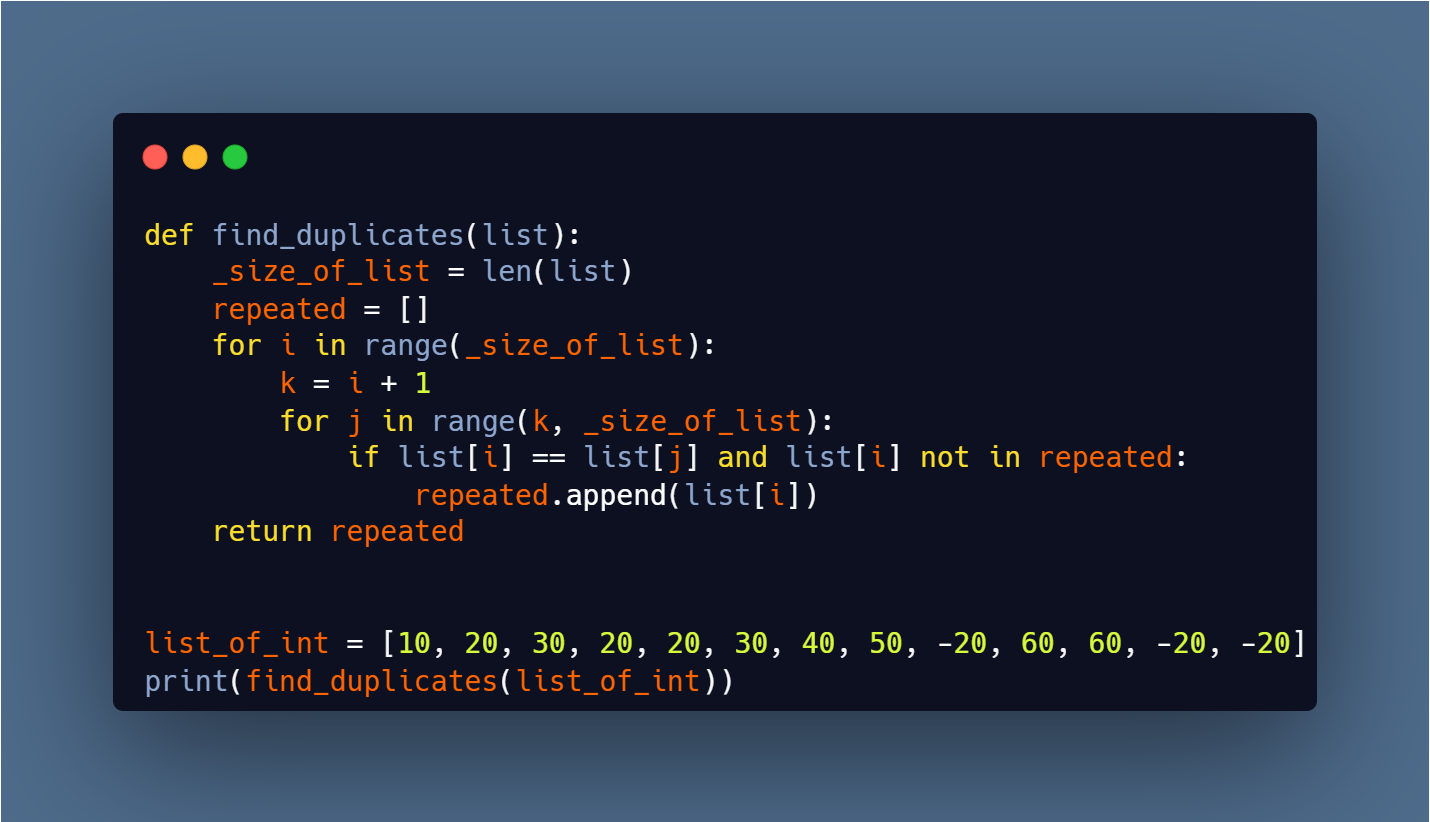 def find_duplicates(list):
    _size_of_list = len(list)
    repeated = []
    for i in range(_size_of_list):
        k = i + 1
        for j in range(k, _size_of_list):
            if list[i] == list[j] and list[i] not in repeated:
                repeated.append(list[i])
    return repeated
list_of_int = [10, 20, 30, 20, 20, 30, 40, 50, -20, 60, 60, -20, -20]
print(find_duplicates(list_of_int))